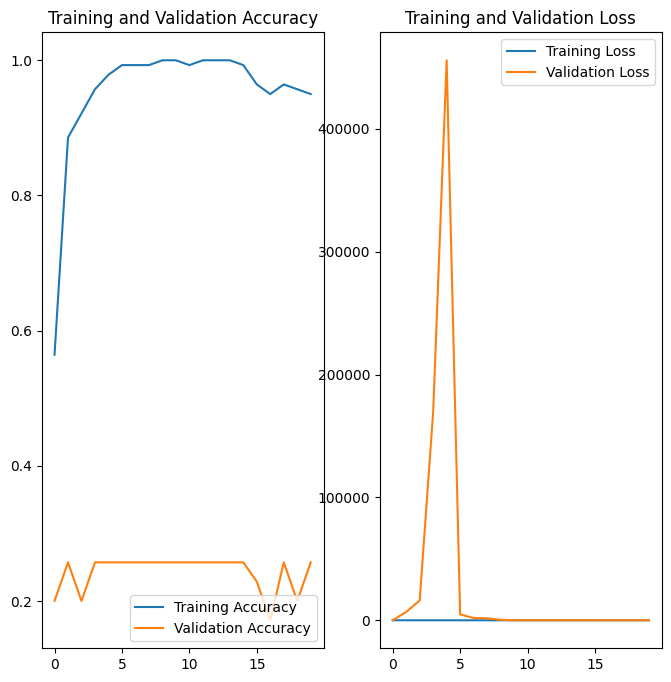 Training and Validation Accuracy
1.0
0.8
0.6
0.4
0.2
Training Accuracy
Validation Accuracy
0 5 10 15
Training and Validation Loss
Training Loss
Validation Loss
400000
300000
200000
100000
0
0 5 10 15